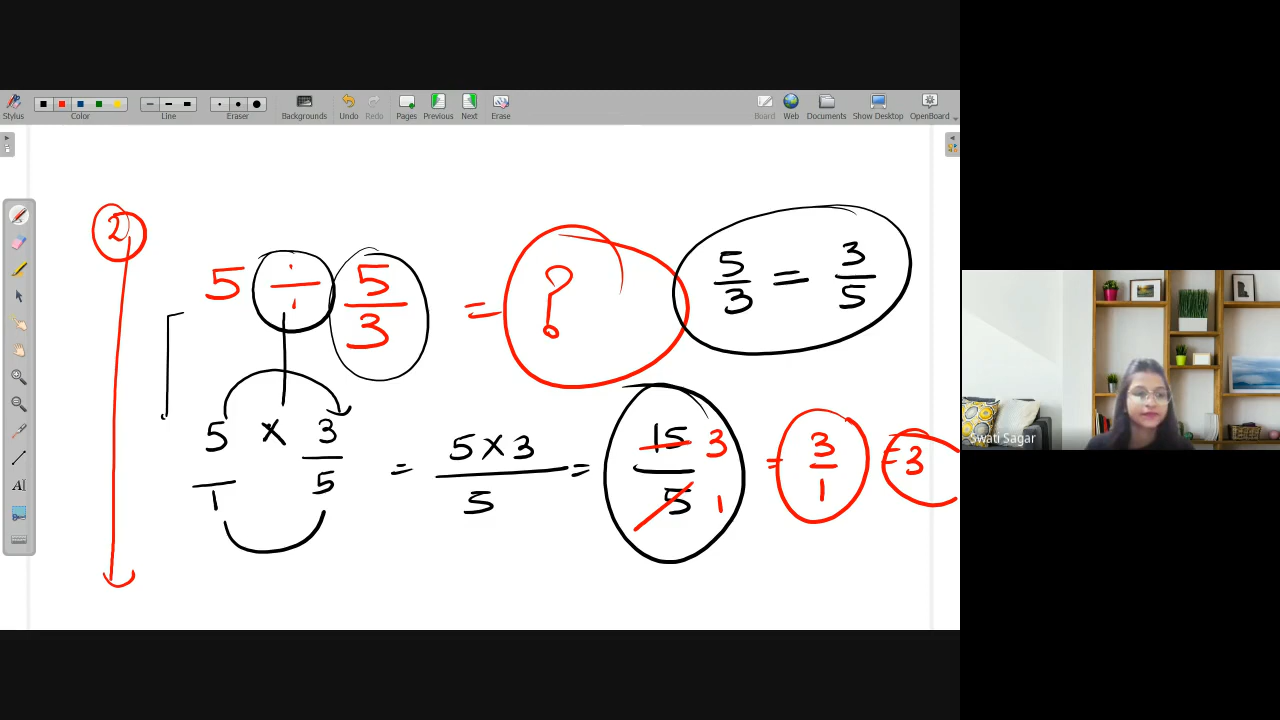 Stylus Color Line Eraser Backgrounds Undo Redo Pages Previous Next Erase Board Web Documents Show Desktop OpenBoard
2
5 ÷ 5/3 = ?
5/3 = 3/5
5/1 × 3/5 = 5×3/5 = 15/5 3 1 = 3/1 = 3
Swati Sagar